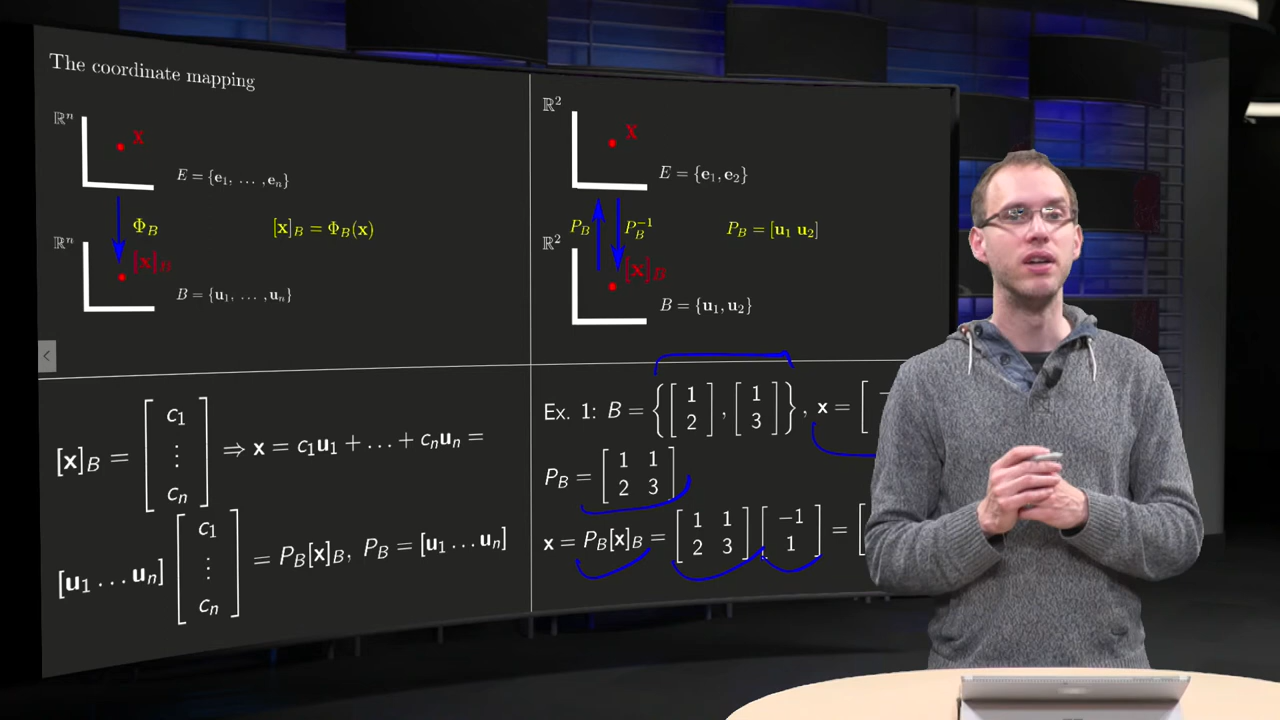 The coordinate mapping
ℝⁿ
x
E = {e₁, … ,eₙ}
Φ_B
[x]_B = Φ_B(x)
ℝⁿ
[x]_B
B = {u₁, … ,uₙ}
ℝ²
x
E = {e₁, e₂}
P_B
P_B⁻¹
P_B = [u₁ u₂]
ℝ²
[x]_B
B = {u₁, u₂}
[x]_B = [c₁ ⋮ cₙ] ⇒ x = c₁u₁ + … + cₙuₙ =
[u₁ … uₙ] [c₁ ⋮ cₙ] = P_B[x]_B, P_B = [u₁ … uₙ]
Ex. 1: B = {[1 2], [1 3]}, x = [
P_B = [1 1 2 3]
x = P_B[x]_B = [1 1 2 3] [−1 1] = [